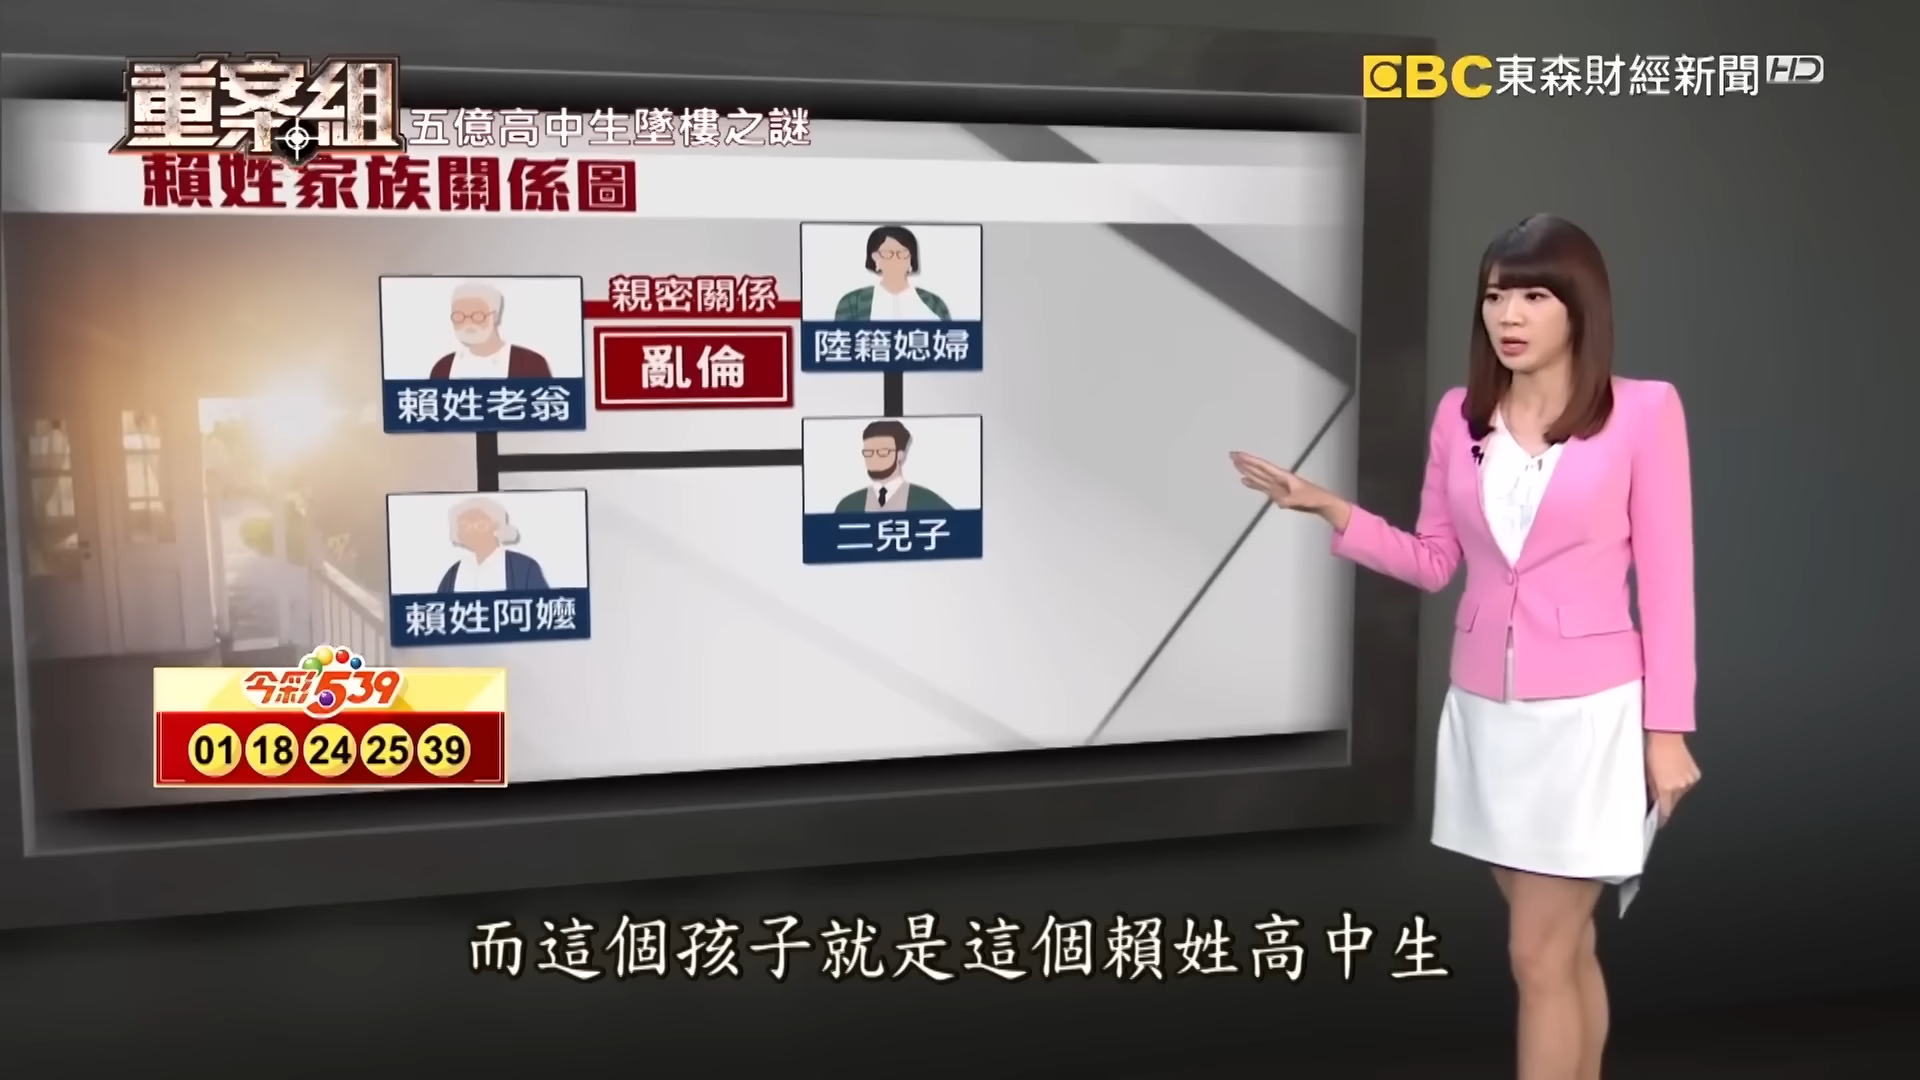 重案組
五億高中生墜樓之謎
EBC東森財經新聞HD
賴姓家族關係圖
親密關係
亂倫
賴姓老翁
陸籍媳婦
二兒子
賴姓阿嬤
今彩539
01 18 24 25 39
而這個孩子就是這個賴姓高中生